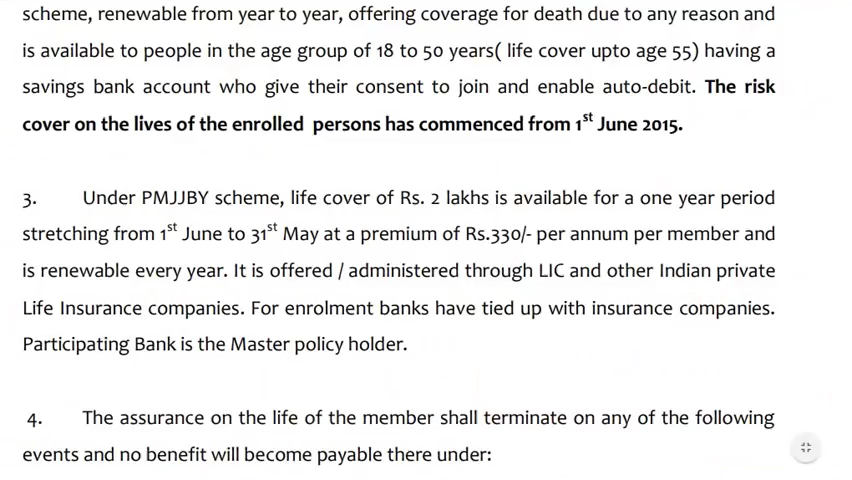 scheme, renewable from year to year, offering coverage for death due to any reason and
is available to people in the age group of 18 to 50 years( life cover upto age 55) having a
savings bank account who give their consent to join and enable auto-debit. The risk
cover on the lives of the enrolled persons has commenced from 1st June 2015.
3. Under PMJJBY scheme, life cover of Rs. 2 lakhs is available for a one year period
stretching from 1st June to 31st May at a premium of Rs.330/- per annum per member and
is renewable every year. It is offered / administered through LIC and other Indian private
Life Insurance companies. For enrolment banks have tied up with insurance companies.
Participating Bank is the Master policy holder.
4. The assurance on the life of the member shall terminate on any of the following
events and no benefit will become payable there under: